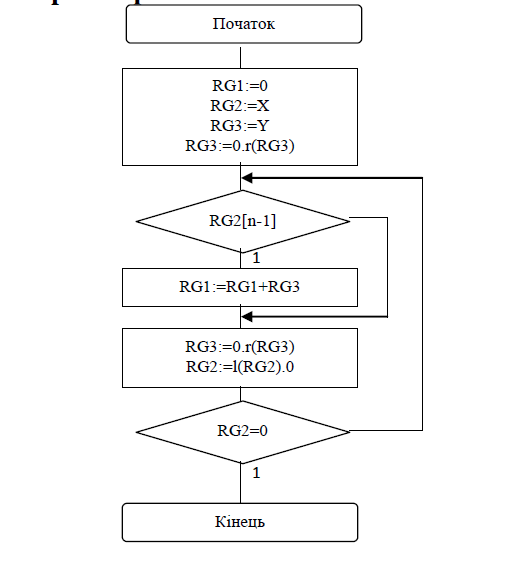 Початок
RG1:=0
RG2:=X
RG3:=Y
RG3:=0.r(RG3)
RG2[n-1]
1
RG1:=RG1+RG3
RG3:=0.r(RG3)
RG2:=l(RG2).0
RG2=0
1
Кінець